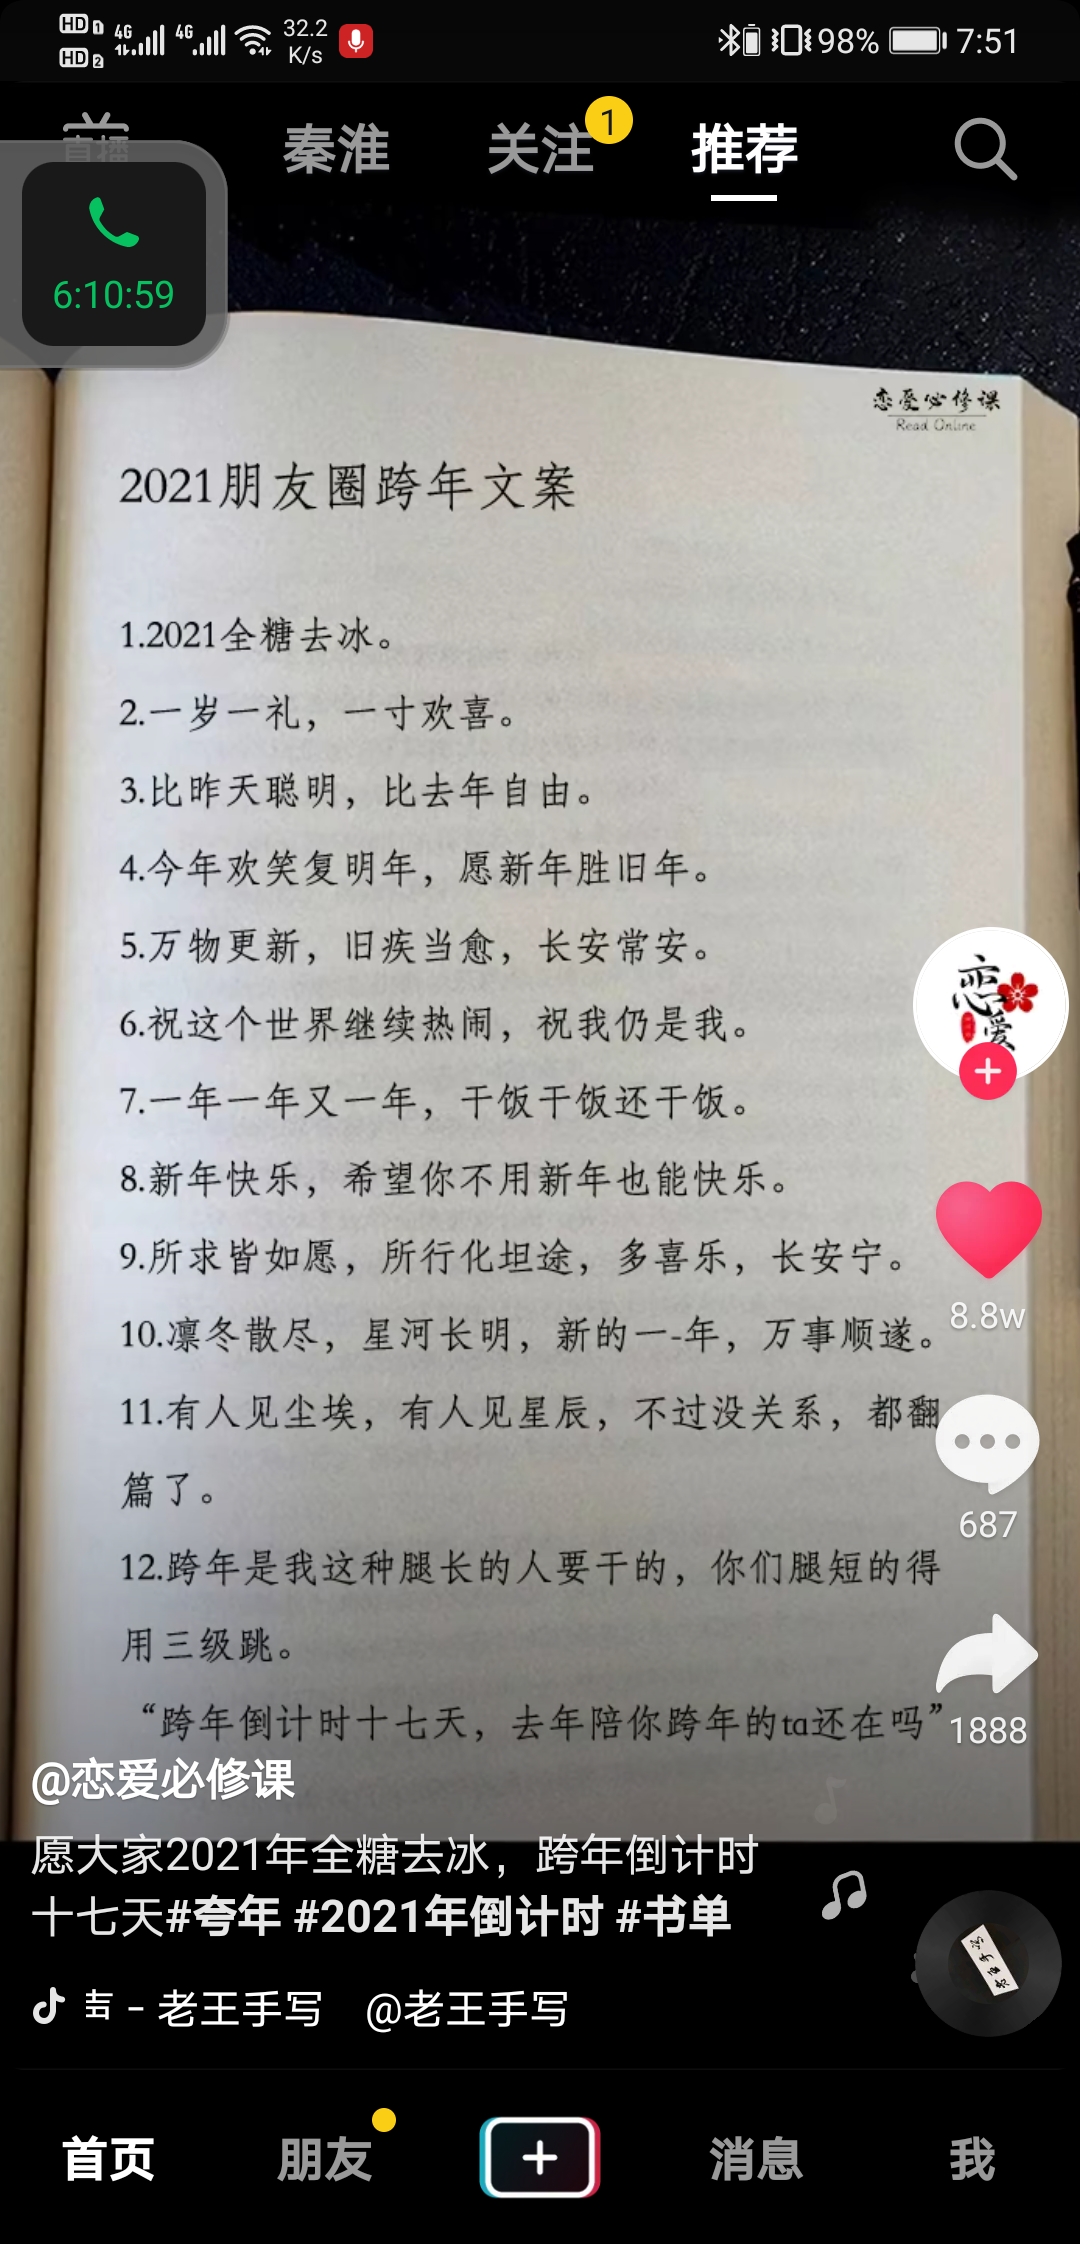 HD 1 4G 4G 32.2 98% 7:51
HD 2 K/s
直播 秦淮 关注 1 推荐
6:10:59
恋爱必修课
Read Online
2021朋友圈跨年文案
1.2021全糖去冰。
2.一岁一礼，一寸欢喜。
3.比昨天聪明，比去年自由。
4.今年欢笑复明年，愿新年胜旧年。
5.万物更新，旧疾当愈，长安常安。
6.祝这个世界继续热闹，祝我仍是我。
7.一年一年又一年，干饭干饭还干饭。
8.新年快乐，希望你不用新年也能快乐。
9.所求皆如愿，所行化坦途，多喜乐，长安宁。
10.凛冬散尽，星河长明，新的一-年，万事顺遂。
11.有人见尘埃，有人见星辰，不过没关系，都翻
篇了。
12.跨年是我这种腿长的人要干的，你们腿短的得
用三级跳。
“跨年倒计时十七天，去年陪你跨年的ta还在吗”
恋爱
8.8w
687
1888
@恋爱必修课
愿大家2021年全糖去冰，跨年倒计时
十七天#夸年 #2021年倒计时 #书单
- 老王手写 @老王手写
首页 朋友 消息 我